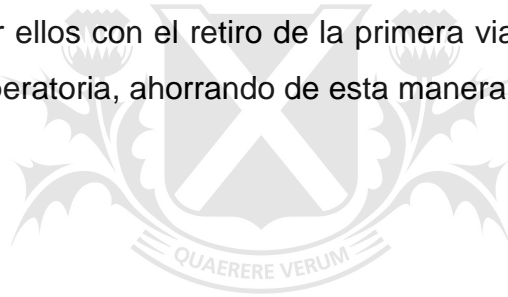 r ellos con el retiro de la primera via
peratoria, ahorrando de esta manera
QUAERERE VERUM